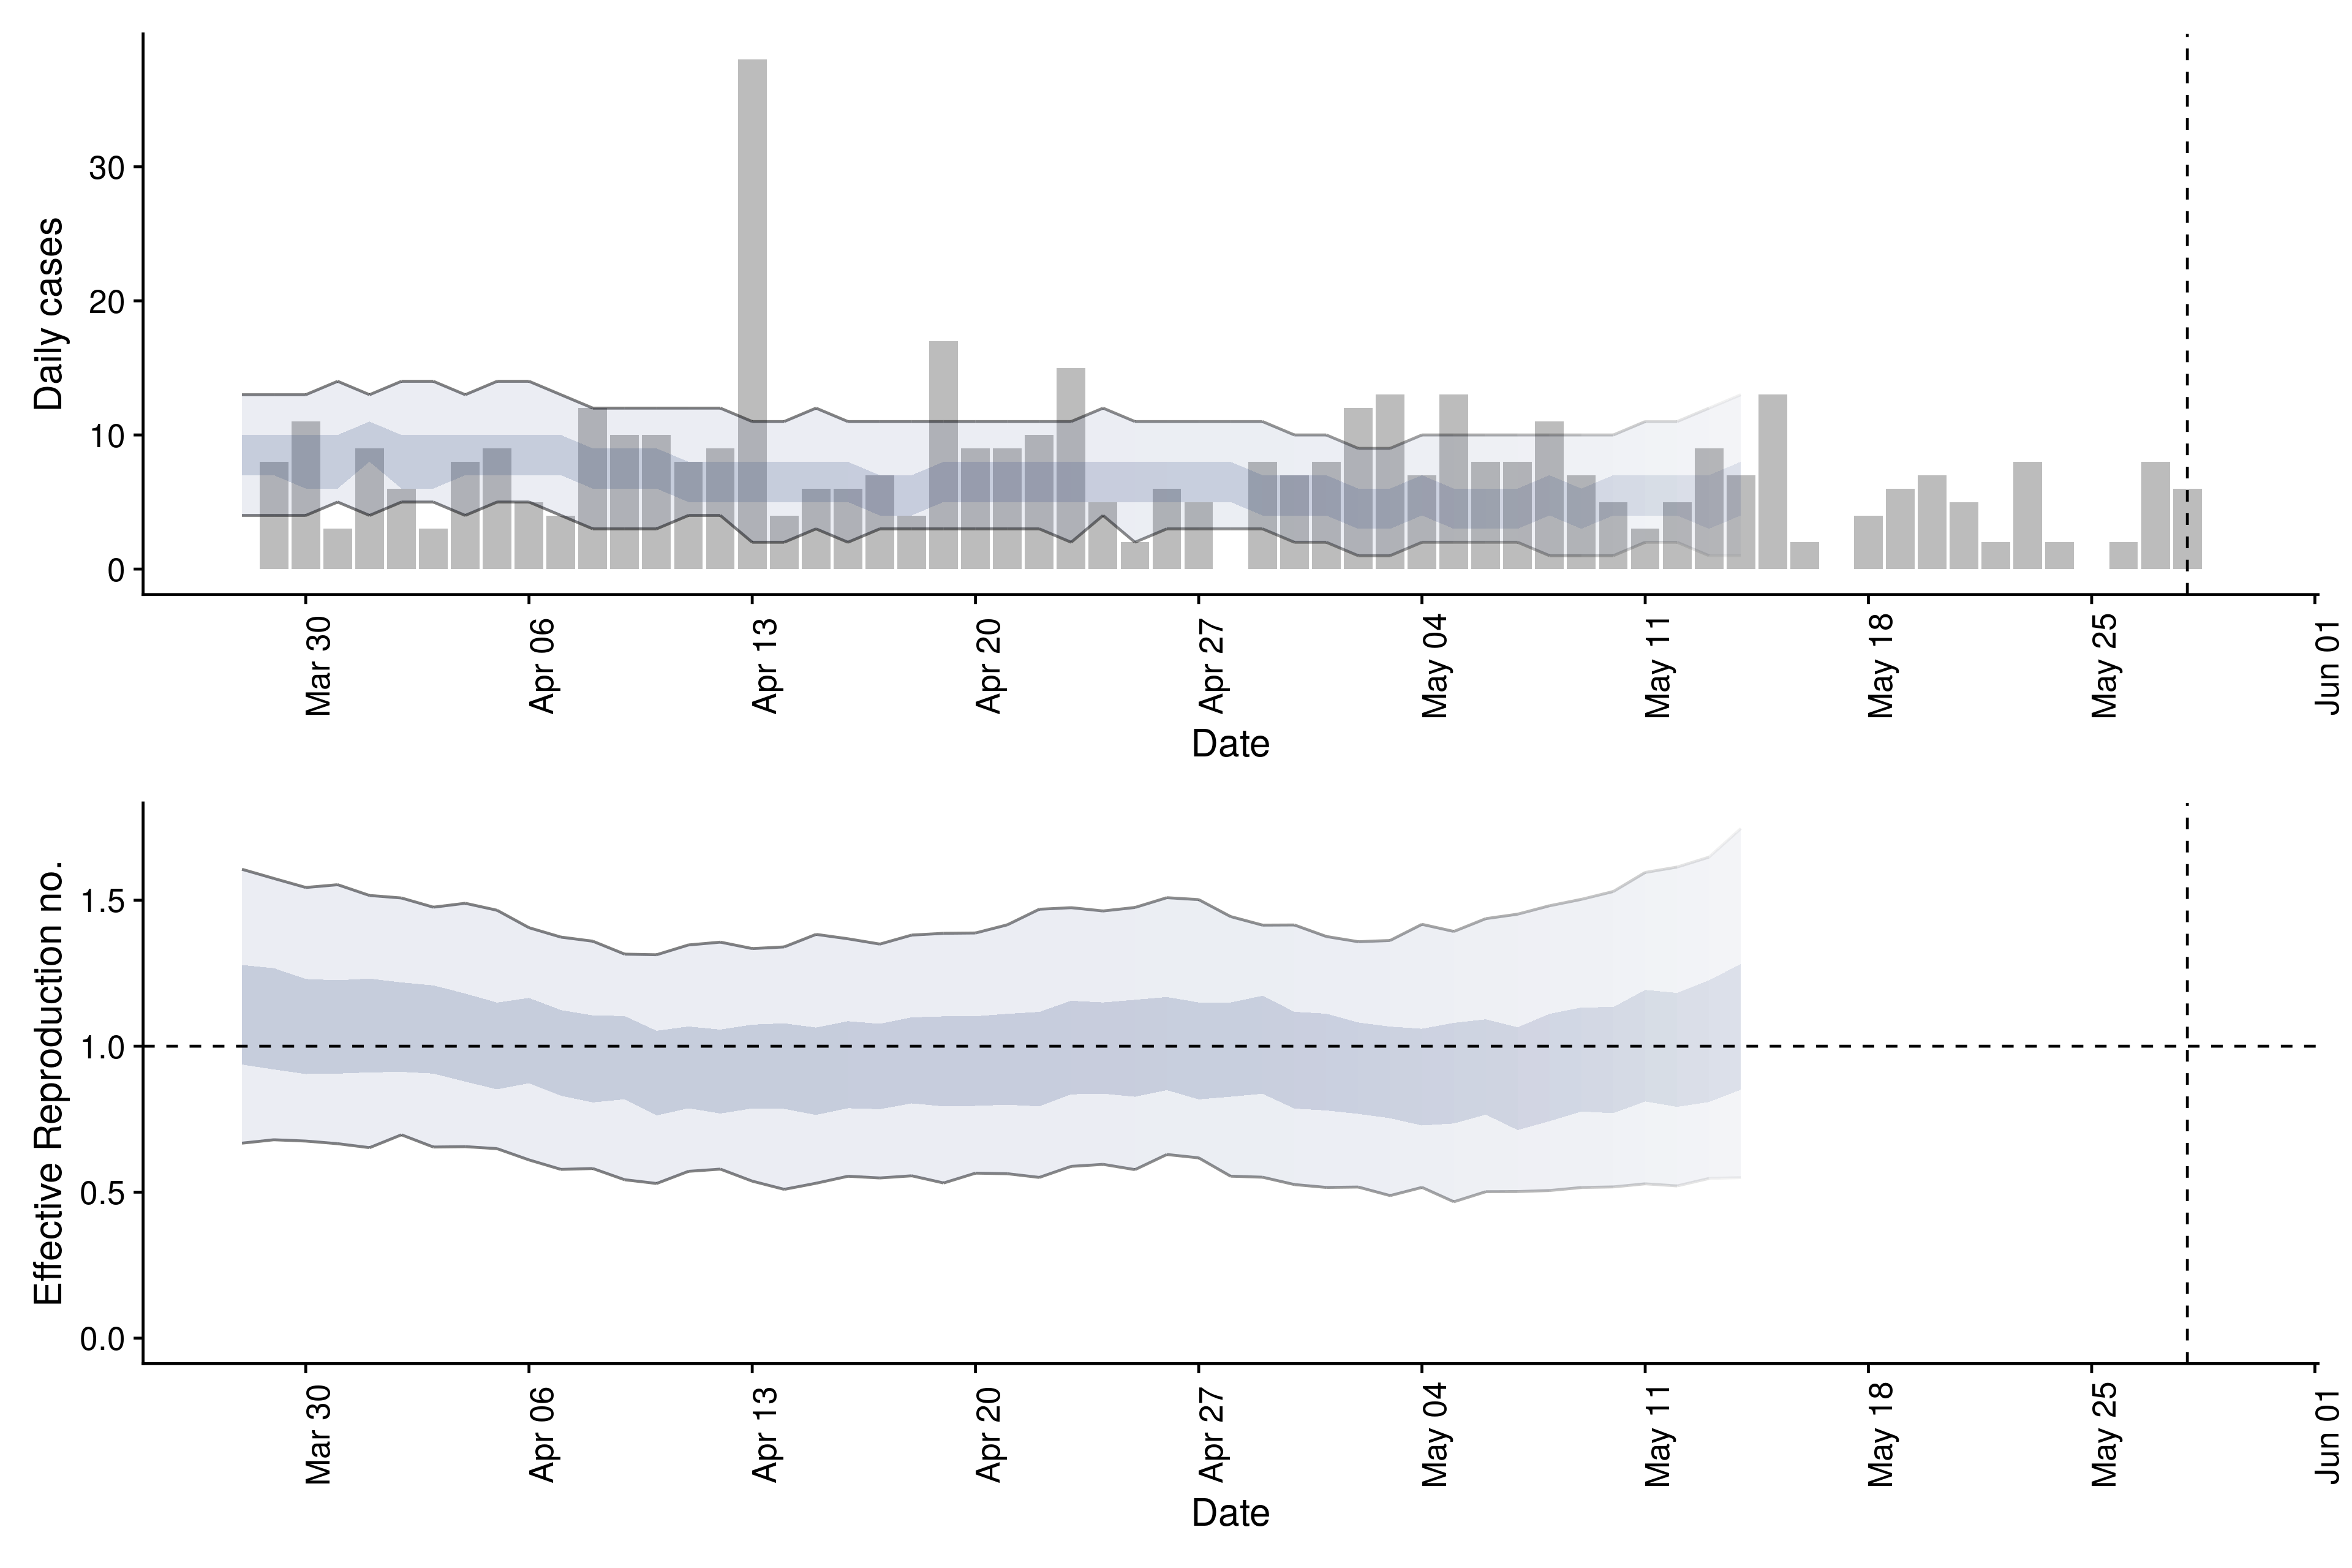 Daily cases
30
20
10
0
Mar 30
Apr 06
Apr 13
Apr 20
Apr 27
May 04
May 11
May 18
May 25
Jun 01
Date
Effective Reproduction no.
1.5
1.0
0.5
0.0
Mar 30
Apr 06
Apr 13
Apr 20
Apr 27
May 04
May 11
May 18
May 25
Jun 01
Date